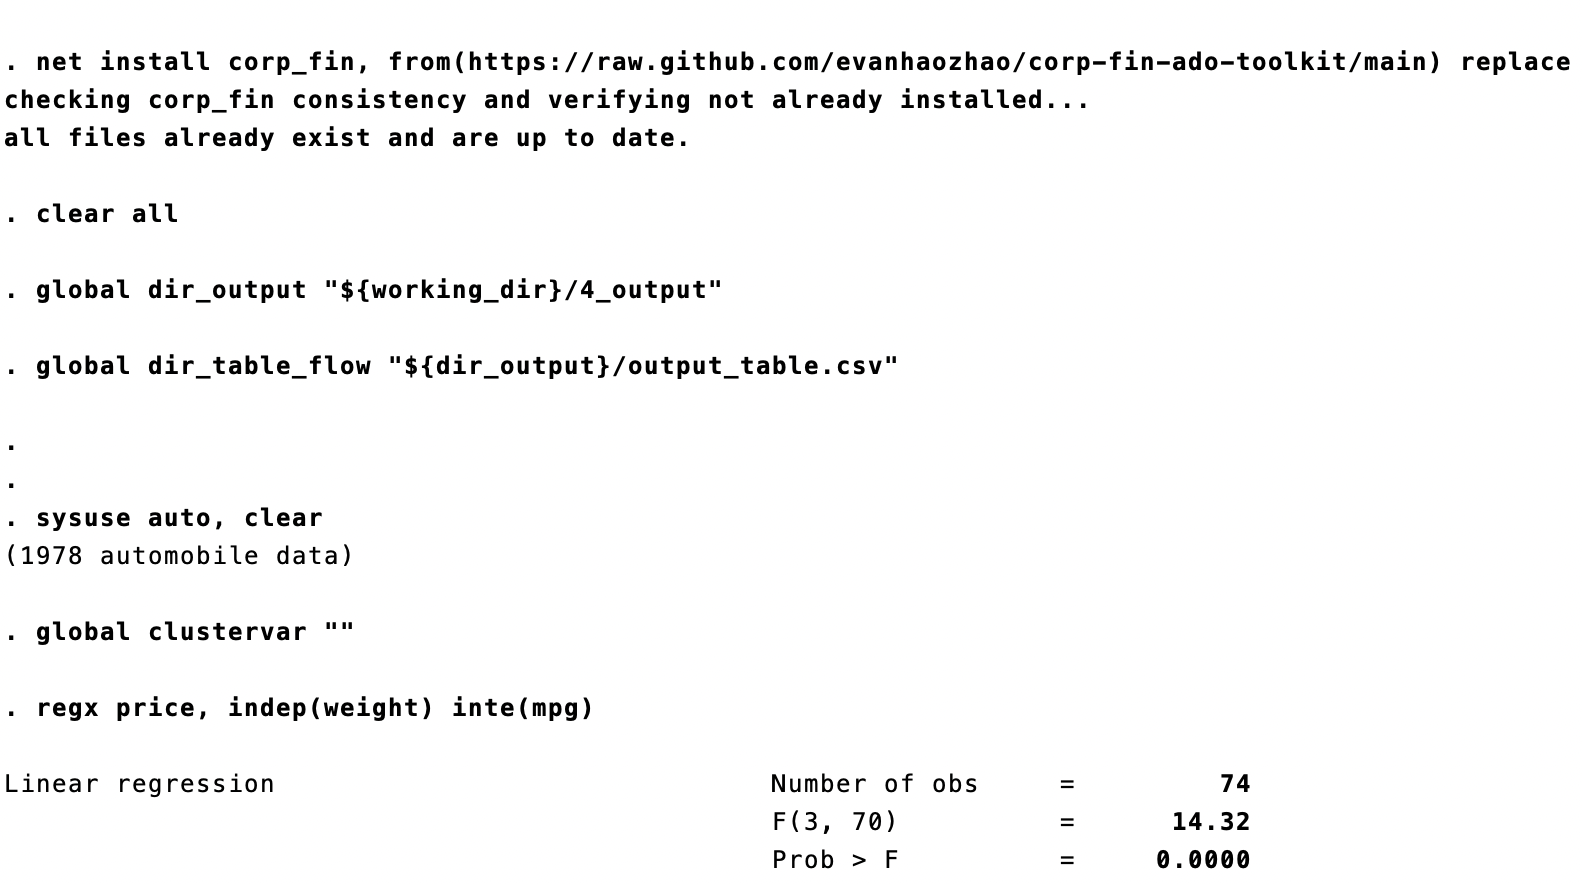 . net install corp_fin, from(https://raw.github.com/evanhaozhao/corp-fin-ado-toolkit/main) replace
checking corp_fin consistency and verifying not already installed...
all files already exist and are up to date.
. clear all
. global dir_output "${working_dir}/4_output"
. global dir_table_flow "${dir_output}/output_table.csv"
.
.
. sysuse auto, clear
(1978 automobile data)
. global clustervar ""
. regx price, indep(weight) inte(mpg)
Linear regression Number of obs = 74
F(3, 70) = 14.32
Prob > F = 0.0000